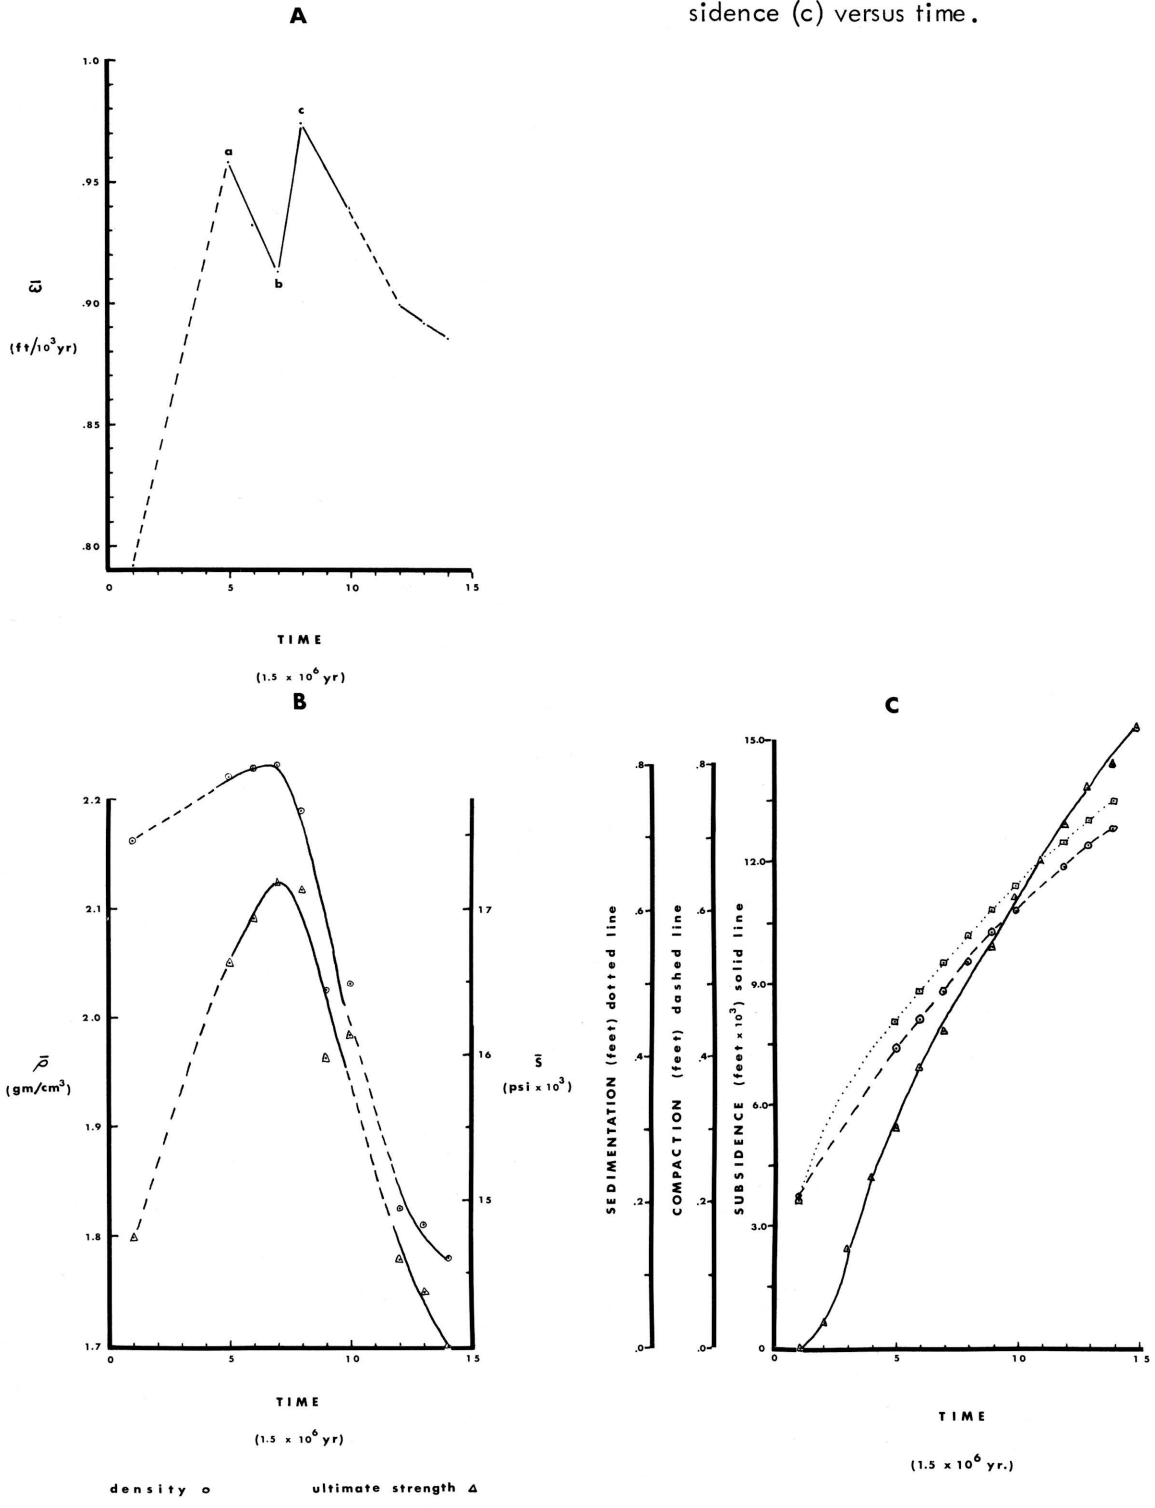 A
sidence (c) versus time.
1.0
.95
.90
.85
.80
a
b
c
ω̄
(ft/10³yr)
0 5 10 15
TIME
(1.5 x 10⁶ yr)
B
2.2
2.1
2.0
1.9
1.8
1.7
ρ̄
(gm/cm³)
17
16
15
S̄
(psi x 10³)
0 5 10 15
TIME
(1.5 x 10⁶ yr)
density o
ultimate strength Δ
C
SEDIMENTATION (feet) dotted line
.8
.6
.4
.2
.0
COMPACTION (feet) dashed line
.8
.6
.4
.2
.0
SUBSIDENCE (feet x 10³) solid line
15.0
12.0
9.0
6.0
3.0
0
0 5 10 15
TIME
(1.5 x 10⁶ yr.)